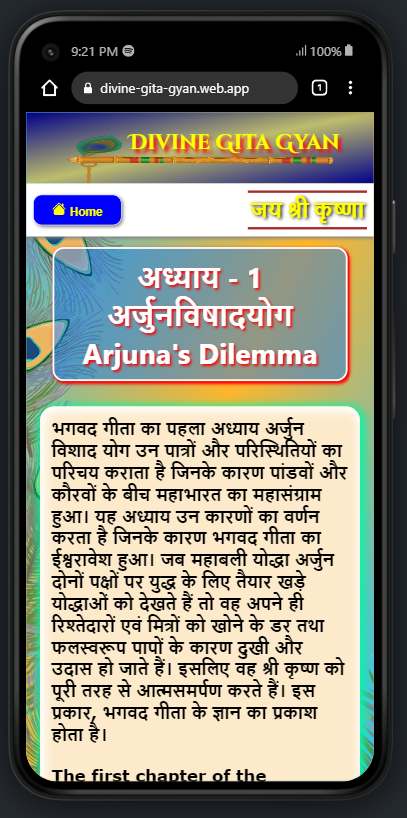 9:21 PM
100%
divine-gita-gyan.web.app
1
Divine Gita Gyan
Home
जय श्री कृष्णा
अध्याय - 1
अर्जुनविषादयोग
Arjuna's Dilemma
भगवद गीता का पहला अध्याय अर्जुन
विशाद योग उन पात्रों और परिस्थितियों का
परिचय कराता है जिनके कारण पांडवों और
कौरवों के बीच महाभारत का महासंग्राम
हुआ। यह अध्याय उन कारणों का वर्णन
करता है जिनके कारण भगवद गीता का
ईश्वरावेश हुआ। जब महाबली योद्धा अर्जुन
दोनों पक्षों पर युद्ध के लिए तैयार खड़े
योद्धाओं को देखते हैं तो वह अपने ही
रिश्तेदारों एवं मित्रों को खोने के डर तथा
फलस्वरूप पापों के कारण दुखी और
उदास हो जाते हैं। इसलिए वह श्री कृष्ण को
पूरी तरह से आत्मसमर्पण करते हैं। इस
प्रकार, भगवद गीता के ज्ञान का प्रकाश
होता है।
The first chapter of the